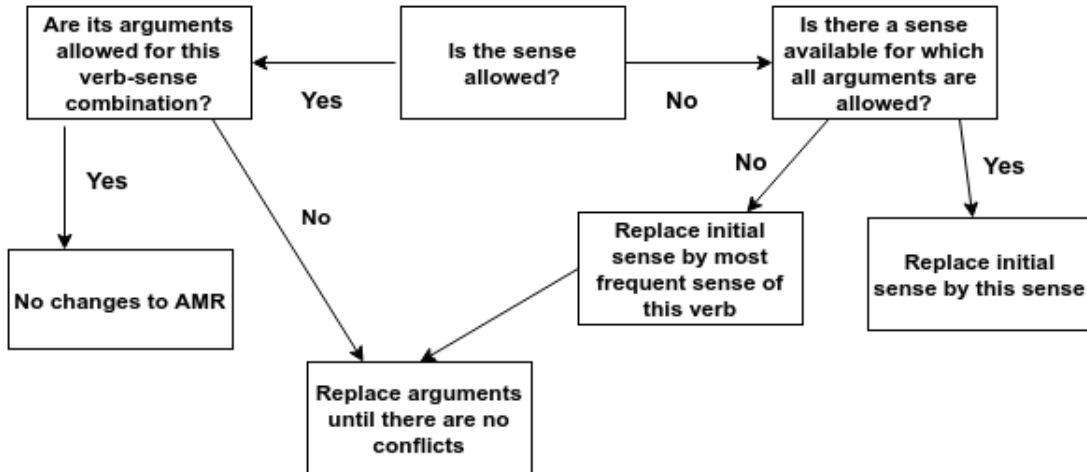 Are its arguments
allowed for this
verb-sense
combination?
Is the sense
allowed?
Is there a sense
available for which
all arguments are
allowed?
Yes
No
Yes
No
No
Yes
No changes to AMR
Replace initial
sense by most
frequent sense of
this verb
Replace initial
sense by this sense
Replace arguments
until there are no
conflicts